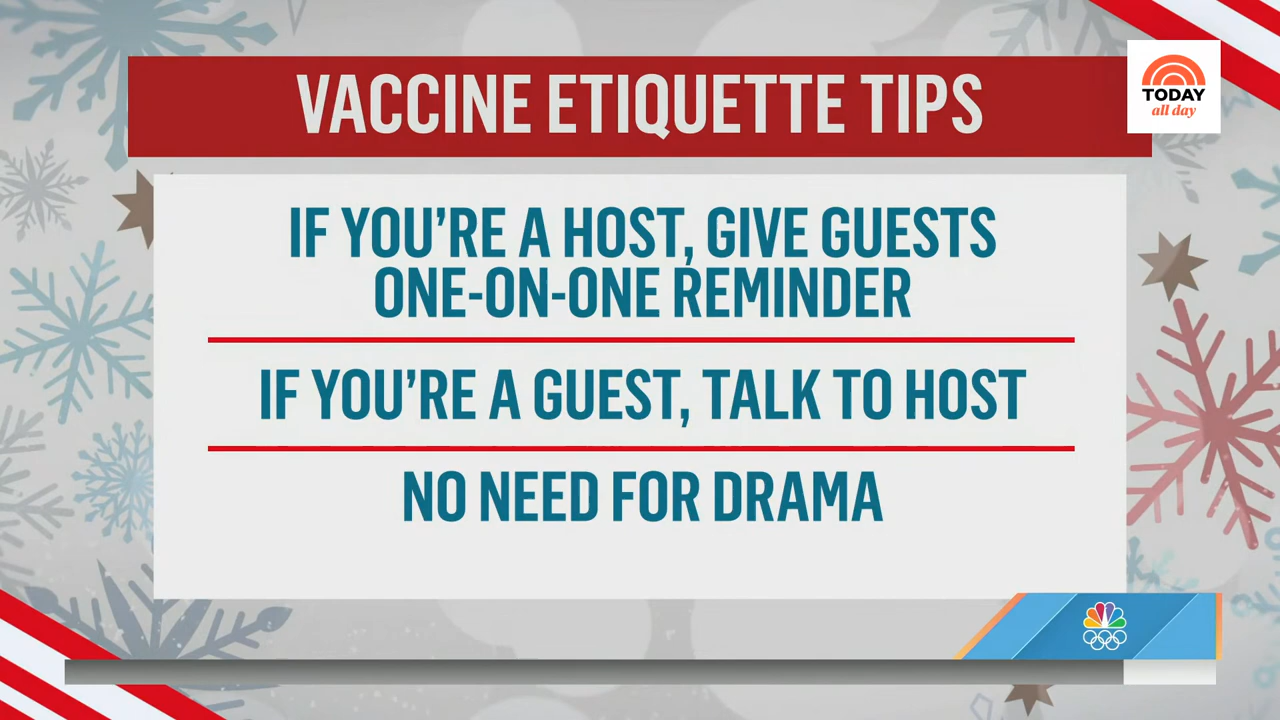 VACCINE ETIQUETTE TIPS
TODAY
all day
IF YOU'RE A HOST, GIVE GUESTS
ONE-ON-ONE REMINDER
IF YOU'RE A GUEST, TALK TO HOST
NO NEED FOR DRAMA